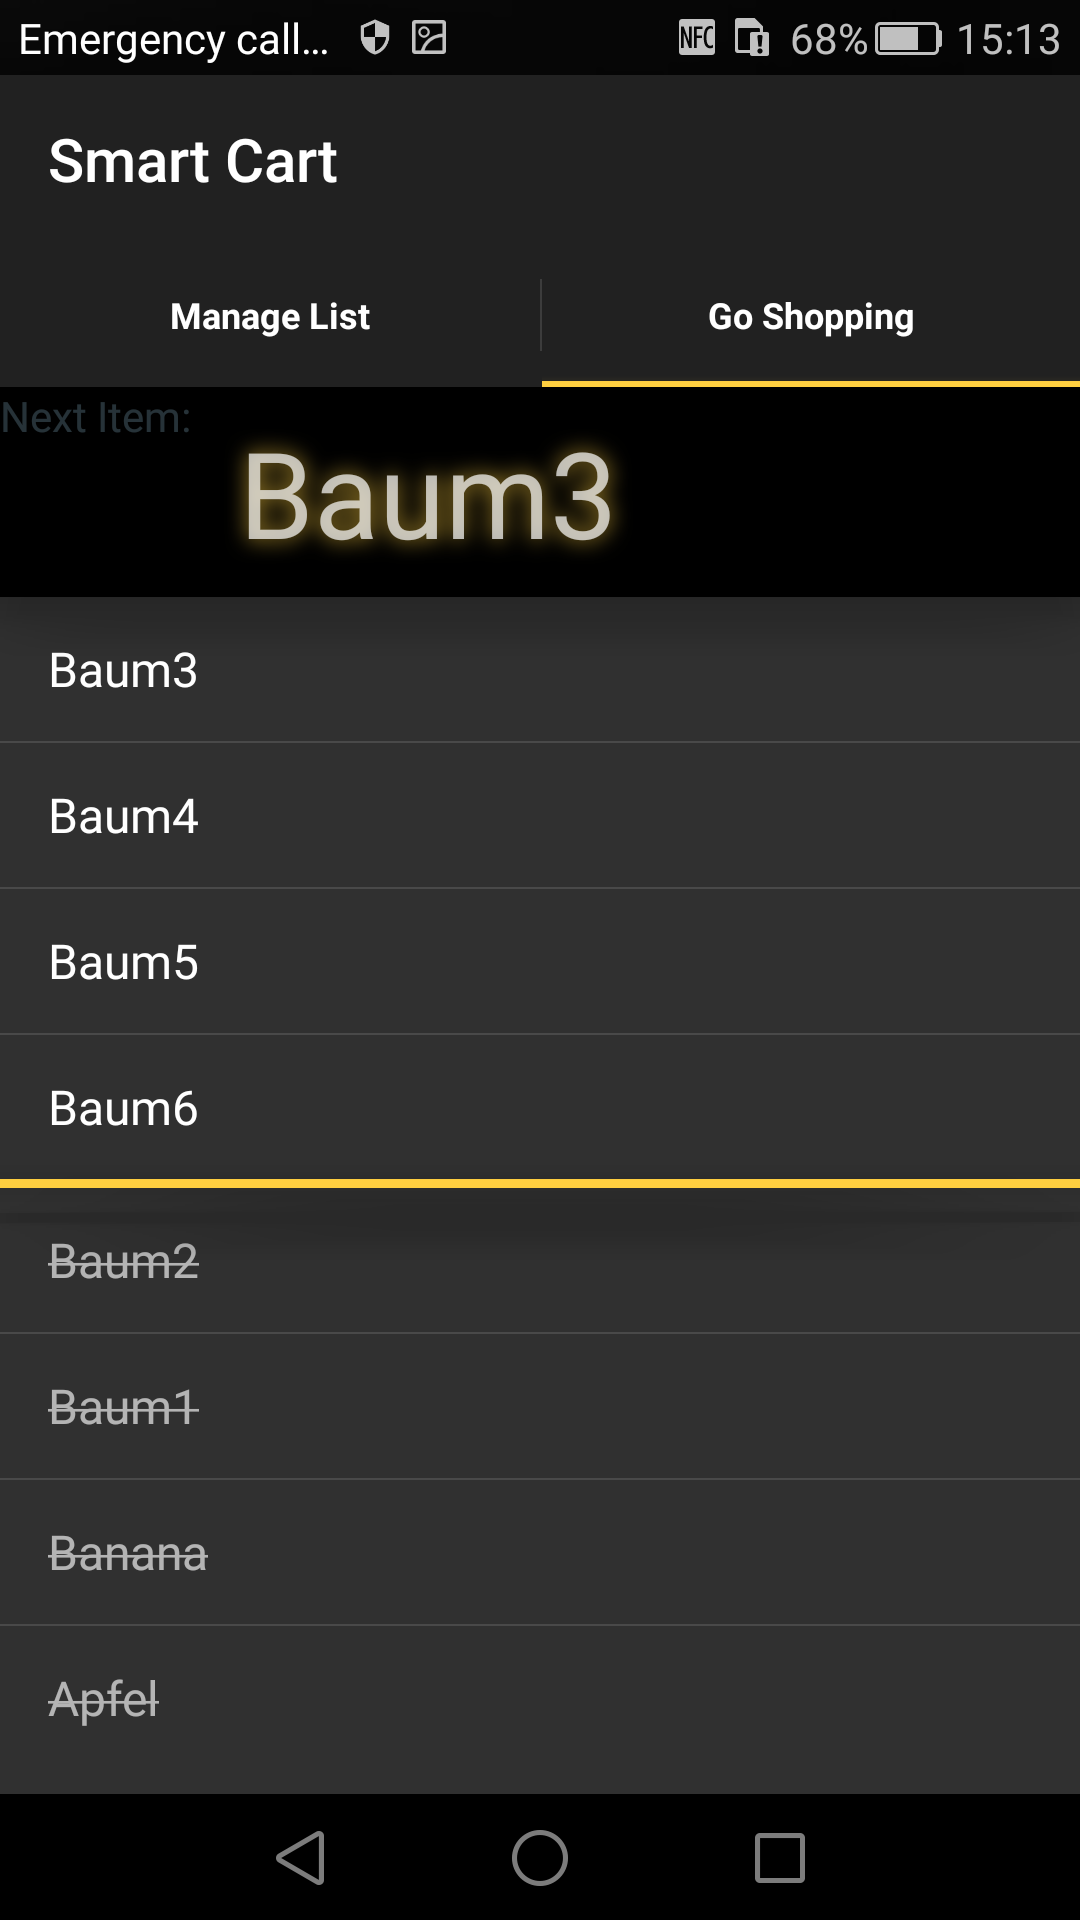 Emergency call... NFC 68% 15:13
Smart Cart
Manage List Go Shopping
Next Item:
Baum3
Baum3
Baum4
Baum5
Baum6
Baum2
Baum1
Banana
Apfel